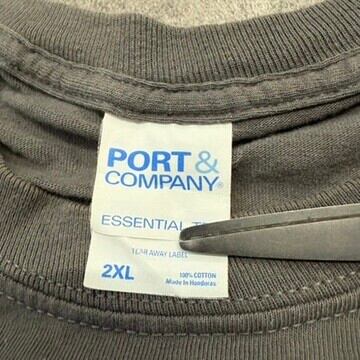 PORT &
COMPANY®
ESSENTIAL
TEAR AWAY LABEL
2XL
100% COTTON
Made In Honduras